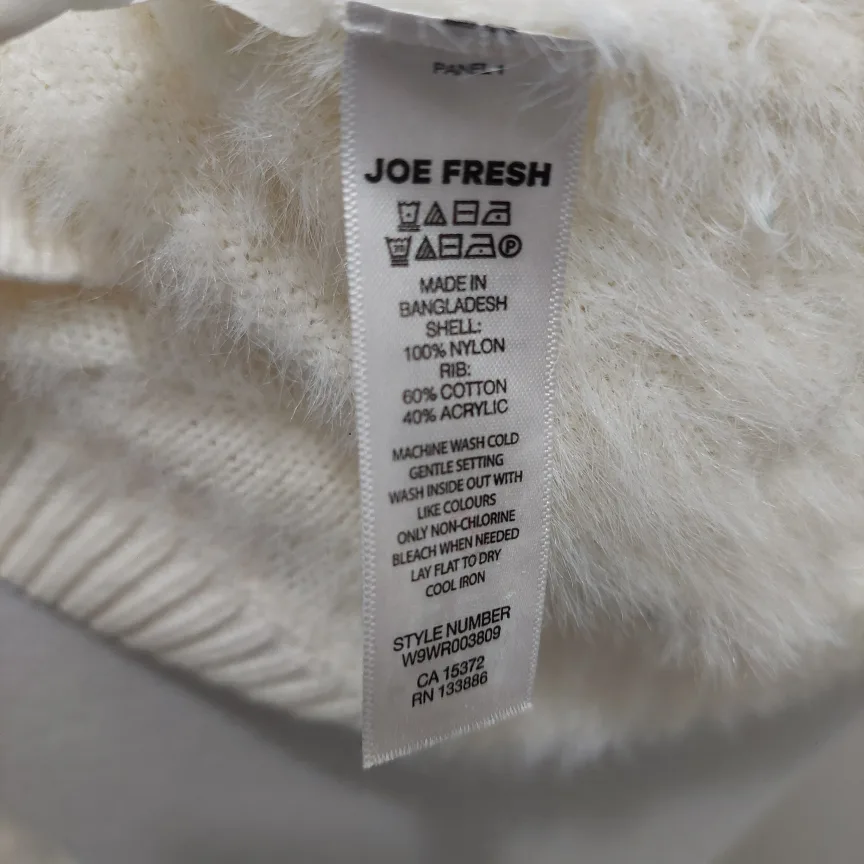 JOE FRESH
MADE IN
BANGLADESH
SHELL:
100% NYLON
RIB:
60% COTTON
40% ACRYLIC
MACHINE WASH COLD
GENTLE SETTING
WASH INSIDE OUT WITH
LIKE COLOURS
ONLY NON-CHLORINE
BLEACH WHEN NEEDED
LAY FLAT TO DRY
COOL IRON
STYLE NUMBER
W9WR003809
CA 15372
RN 133886